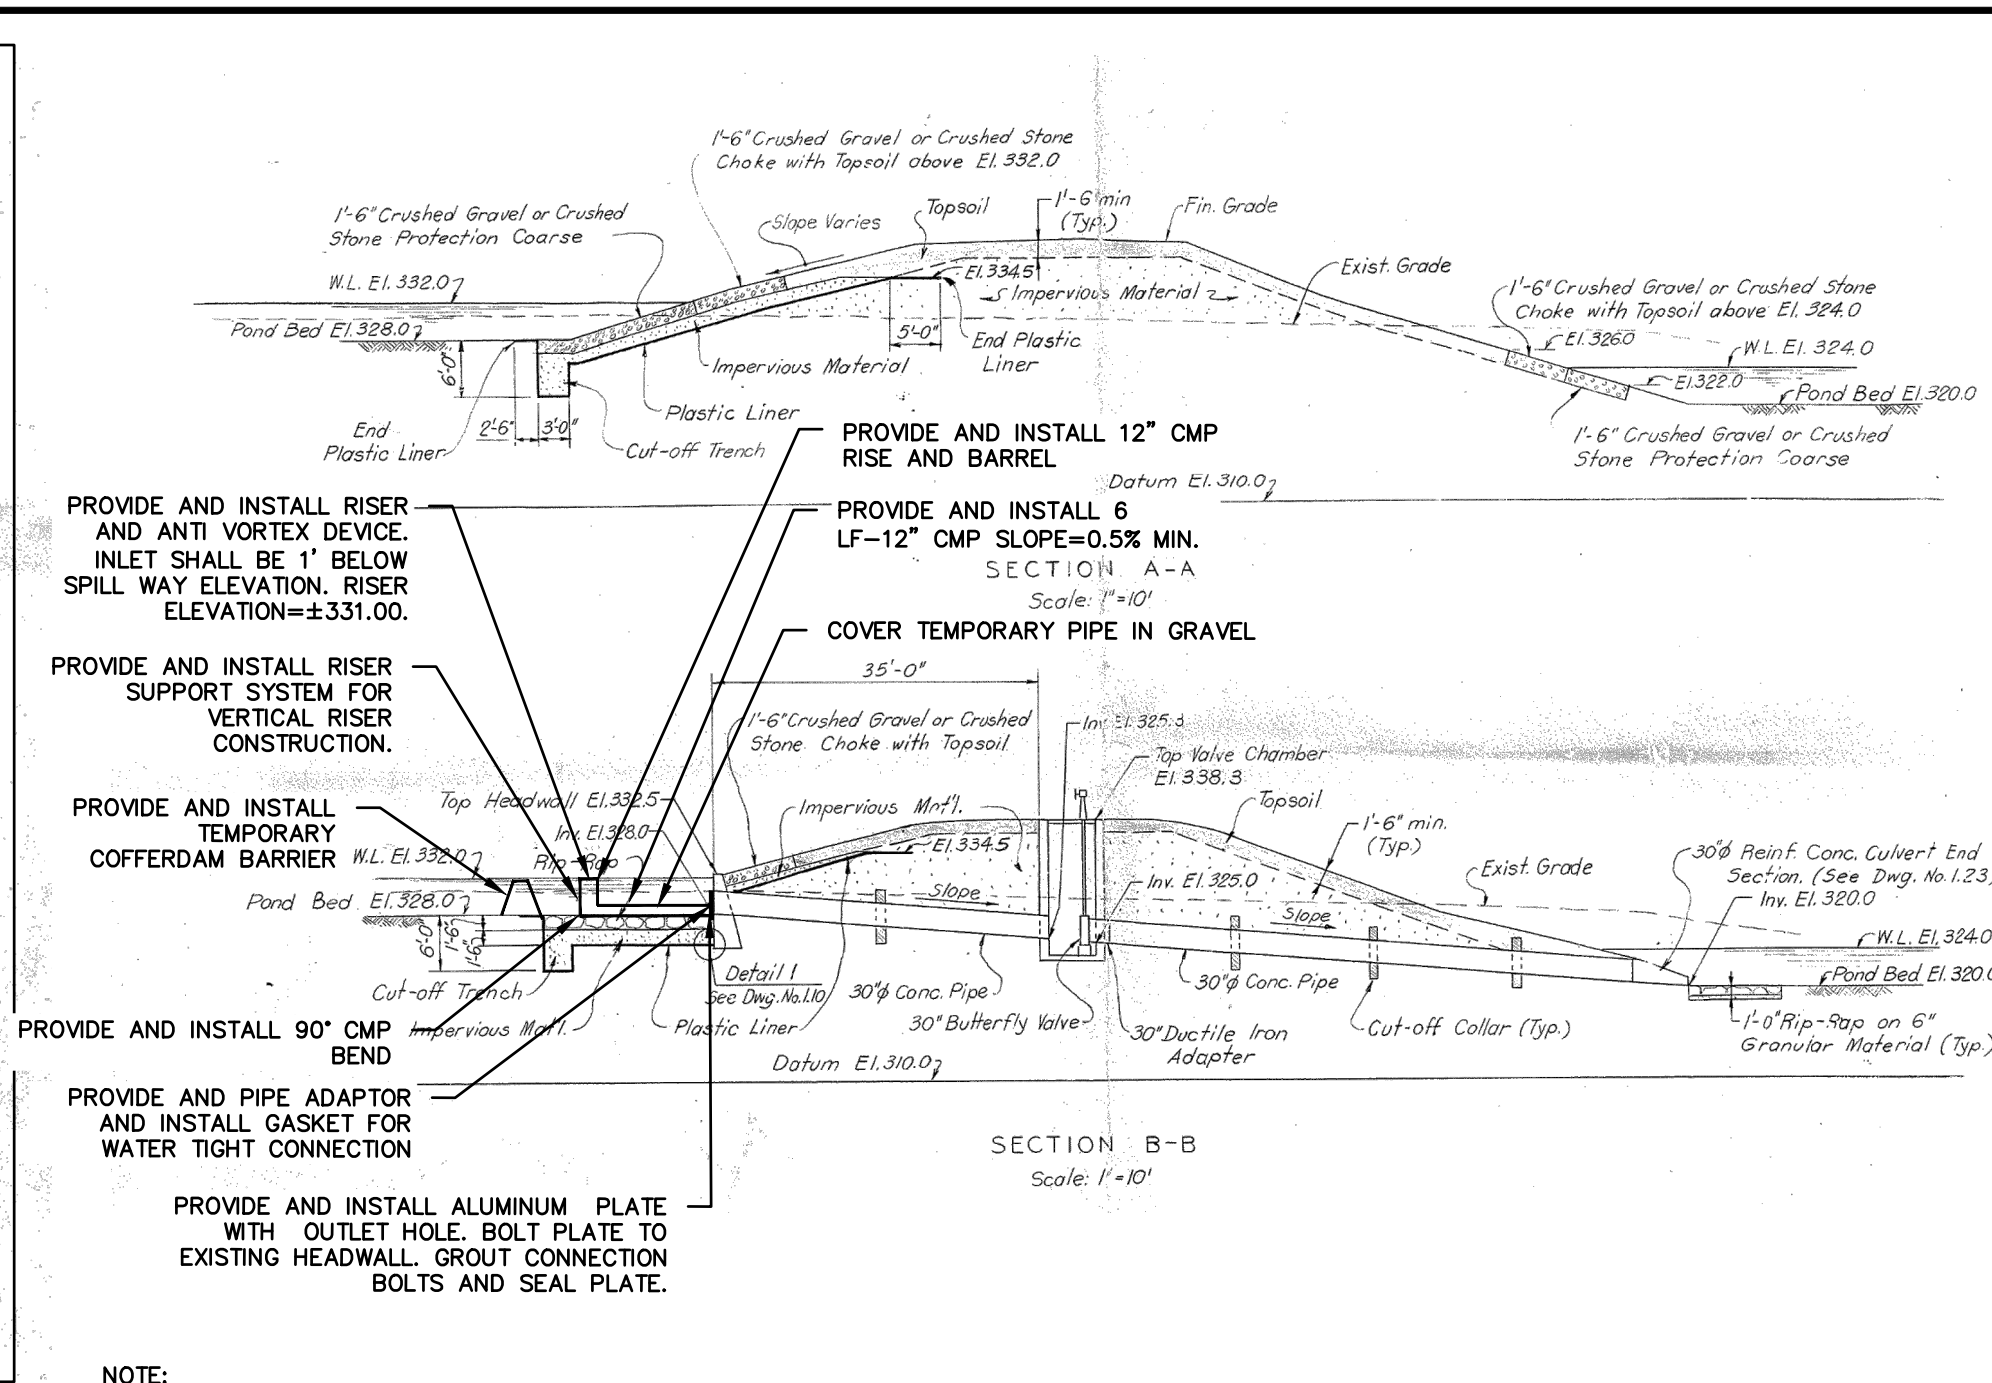 1'-6" Crushed Gravel or Crushed Stone
Choke with Topsoil above El. 332.0
1'-6" Crushed Gravel or Crushed
Stone Protection Coarse
Slope Varies
Topsoil
1'-6" min
(Typ.)
Fin. Grade
W.L. El. 332.0
El. 334.5
Impervious Material
Exist. Grade
1'-6" Crushed Gravel or Crushed Stone
Choke with Topsoil above El. 324.0
Pond Bed El. 328.0
5'-0"
End Plastic
Liner
El. 326.0
W.L. El. 324.0
6'-0"
Impervious Material
El. 322.0
Pond Bed El. 320.0
End
Plastic Liner
2'-6"
3'-0"
Plastic Liner
Cut-off Trench
1'-6" Crushed Gravel or Crushed
Stone Protection Coarse
PROVIDE AND INSTALL 12" CMP
RISE AND BARREL
Datum El. 310.0
PROVIDE AND INSTALL RISER
AND ANTI VORTEX DEVICE.
INLET SHALL BE 1' BELOW
SPILL WAY ELEVATION. RISER
ELEVATION=±331.00.
PROVIDE AND INSTALL 6
LF-12" CMP SLOPE=0.5% MIN.
SECTION A-A
Scale: 1"=10'
COVER TEMPORARY PIPE IN GRAVEL
PROVIDE AND INSTALL RISER
SUPPORT SYSTEM FOR
VERTICAL RISER
CONSTRUCTION.
35'-0"
1'-6" Crushed Gravel or Crushed
Stone Choke with Topsoil
Inv. El. 325.3
Top Valve Chamber
El. 338.3
PROVIDE AND INSTALL
TEMPORARY
COFFERDAM BARRIER
Top Headwall El. 332.5
Inv. El. 328.0
Rip-Rap
Impervious Mat'l.
Topsoil
1'-6" min.
(Typ.)
W.L. El. 332.0
El. 334.5
Exist. Grade
30"φ Reinf. Conc. Culvert End
Section. (See Dwg. No. 1.23)
Inv. El. 320.0
Pond Bed El. 328.0
Slope
Inv. El. 325.0
Slope
W.L. El. 324.0
6'-0"
1'-6"
1'-6"
Pond Bed El. 320.0
Cut-off Trench
Detail 1
See Dwg. No. 1.10
30"φ Conc. Pipe
30"φ Conc. Pipe
PROVIDE AND INSTALL 90° CMP
BEND
Impervious Mat'l.
Plastic Liner
30" Butterfly Valve
30" Ductile Iron
Adapter
Cut-off Collar (Typ.)
1'-0" Rip-Rap on 6"
Granular Material (Typ.)
Datum El. 310.0
PROVIDE AND PIPE ADAPTOR
AND INSTALL GASKET FOR
WATER TIGHT CONNECTION
SECTION B-B
Scale: 1"=10'
PROVIDE AND INSTALL ALUMINUM PLATE
WITH OUTLET HOLE. BOLT PLATE TO
EXISTING HEADWALL. GROUT CONNECTION
BOLTS AND SEAL PLATE.
NOTE: